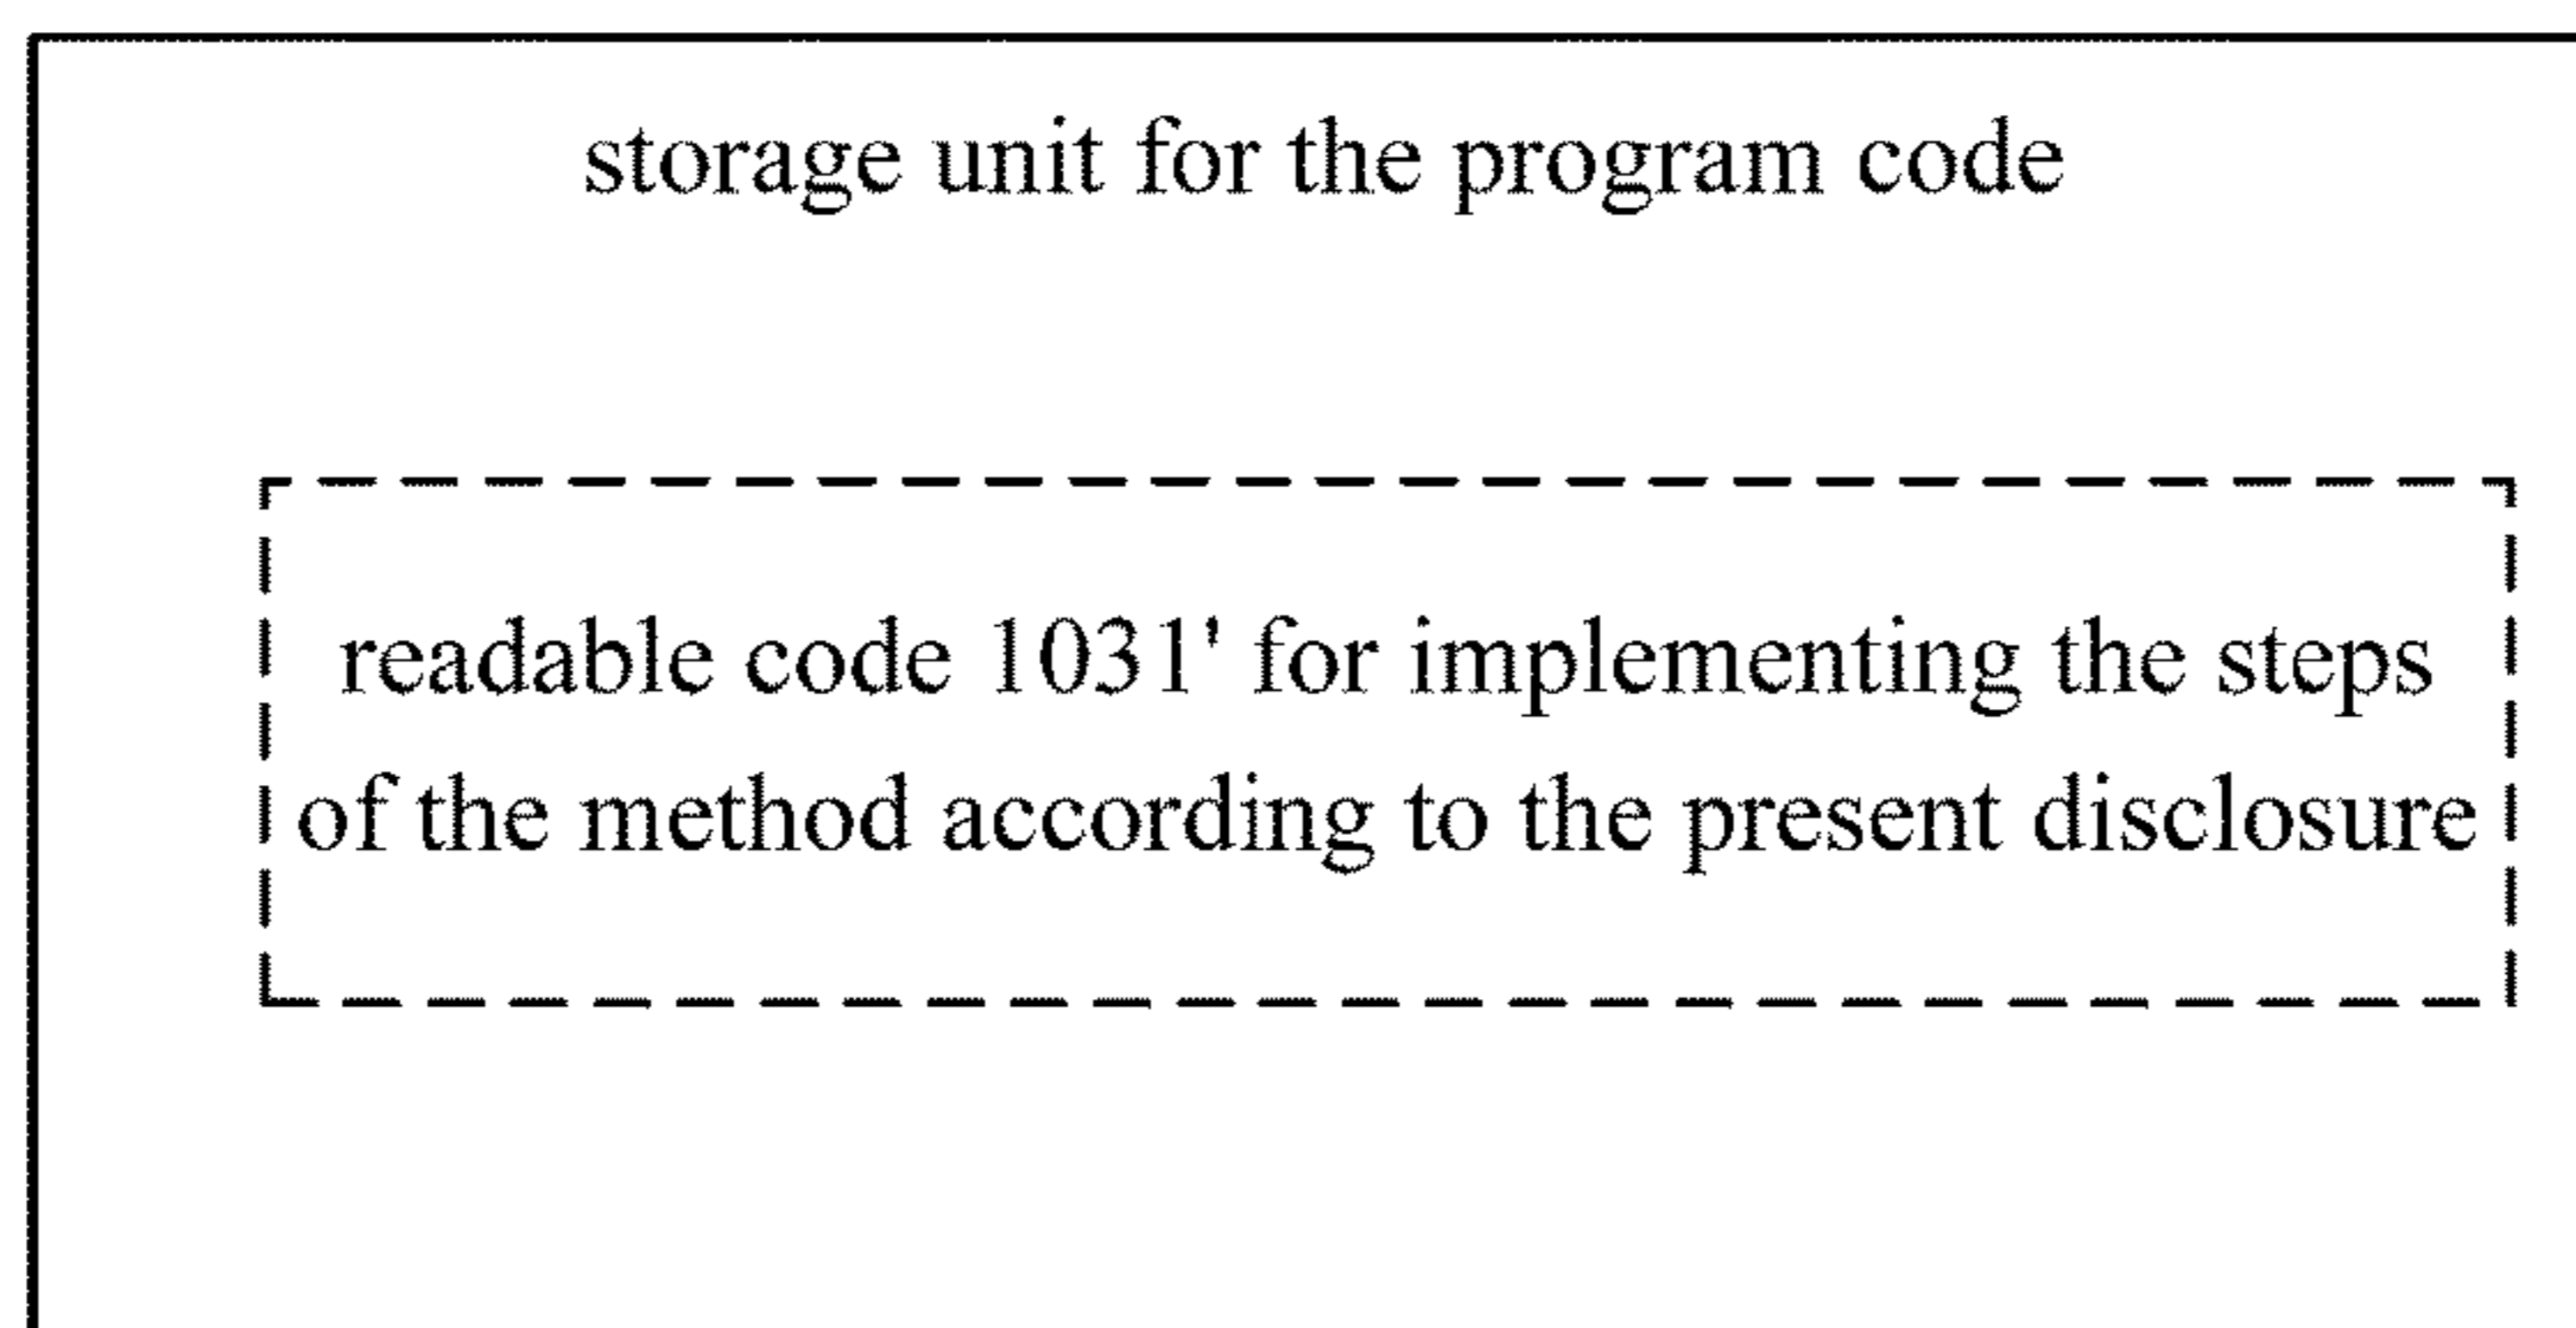 storage unit for the program code
readable code 1031' for implementing the steps
of the method according to the present disclosure